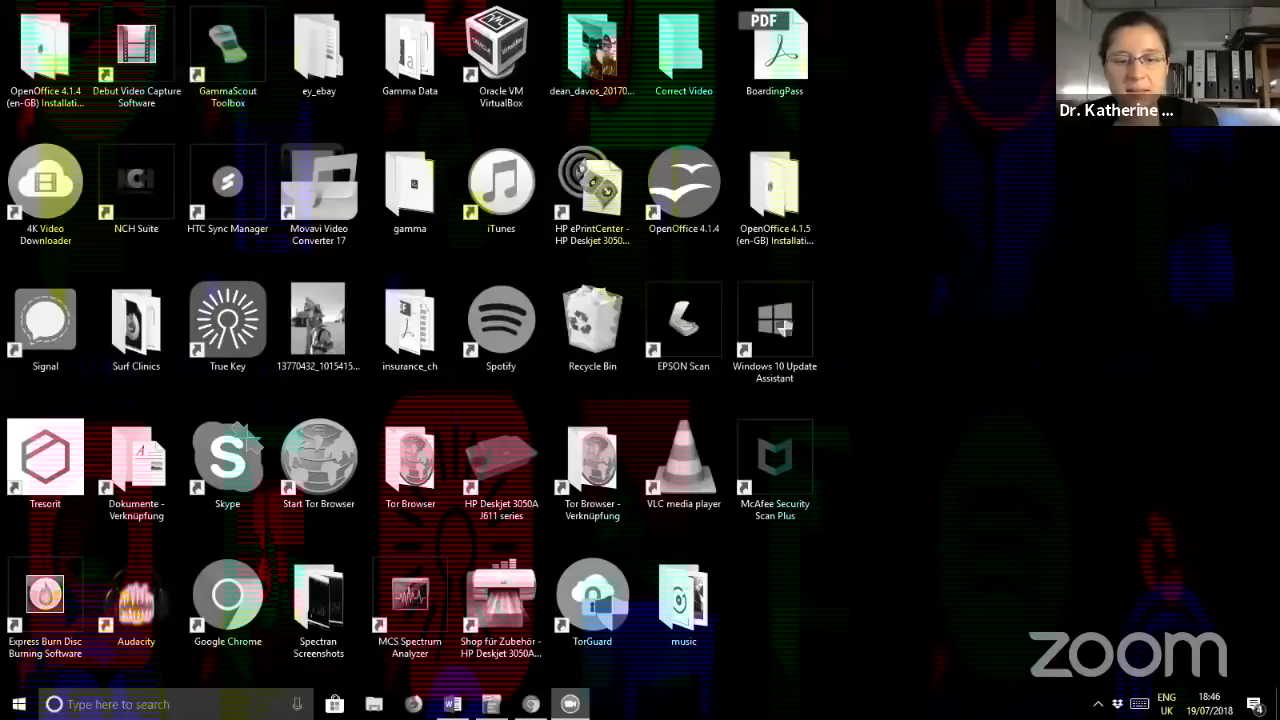 PDF
Dr. Katherine ...
OpenOffice 4.1.4
(en-GB) Installati...
Debut Video Capture
Software
GammaScout
Toolbox
ey_ebay
Gamma Data
Oracle VM
VirtualBox
dean_davos_20170...
Correct Video
BoardingPass
4K Video
Downloader
NCH Suite
HTC Sync Manager
Movavi Video
Converter 17
gamma
iTunes
HP ePrintCenter -
HP Deskjet 3050...
OpenOffice 4.1.4
OpenOffice 4.1.5
(en-GB) Installati...
Signal
Surf Clinics
True Key
13770432_1015415...
insurance_ch
Spotify
Recycle Bin
EPSON Scan
Windows 10 Update
Assistant
Tresorit
Dokumente -
Verknüpfung
Skype
Start Tor Browser
Tor Browser
HP Deskjet 3050A
J611 series
Tor Browser -
Verknüpfung
VLC media player
McAfee Security
Scan Plus
Express Burn Disc
Burning Software
Audacity
Google Chrome
Spectran
Screenshots
MCS Spectrum
Analyzer
Shop für Zubehör -
HP Deskjet 3050A...
TorGuard
music
zoom
Type here to search
ENG
UK
18:46
19/07/2018
4